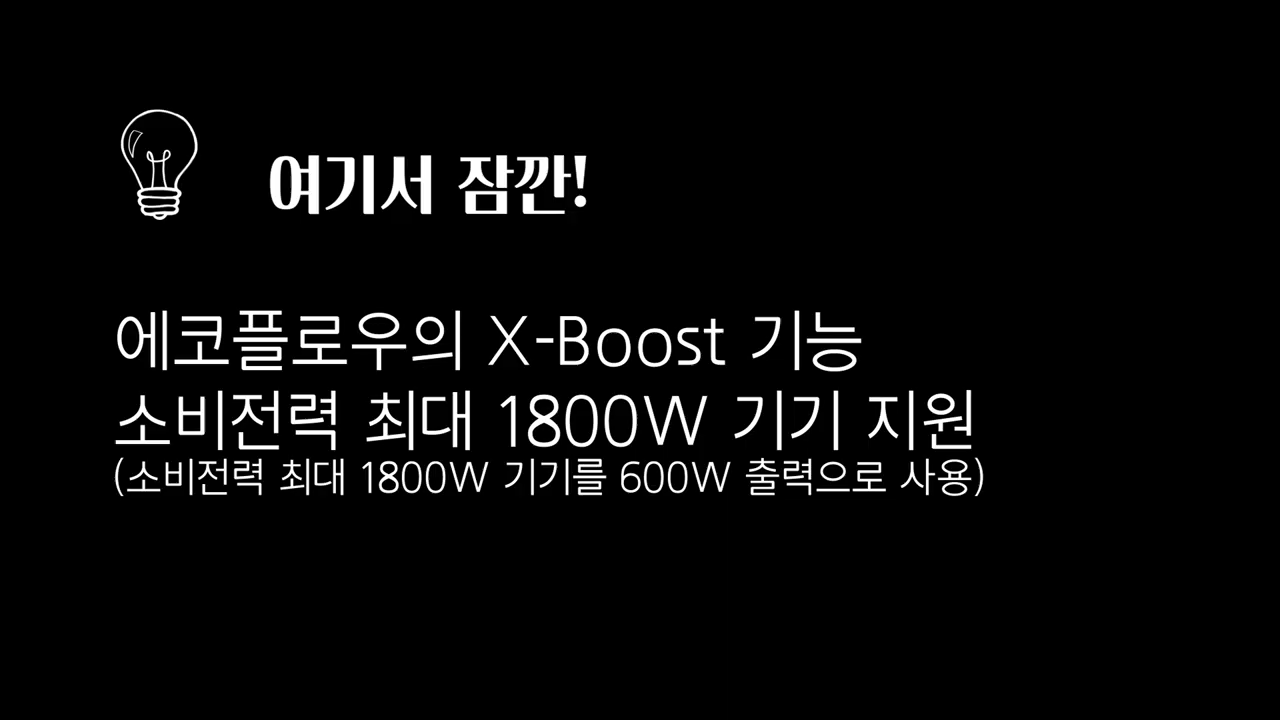 여기서 잠깐!
에코플로우의 X-Boost 기능
소비전력 최대 1800W 기기 지원
(소비전력 최대 1800W 기기를 600W 출력으로 사용)